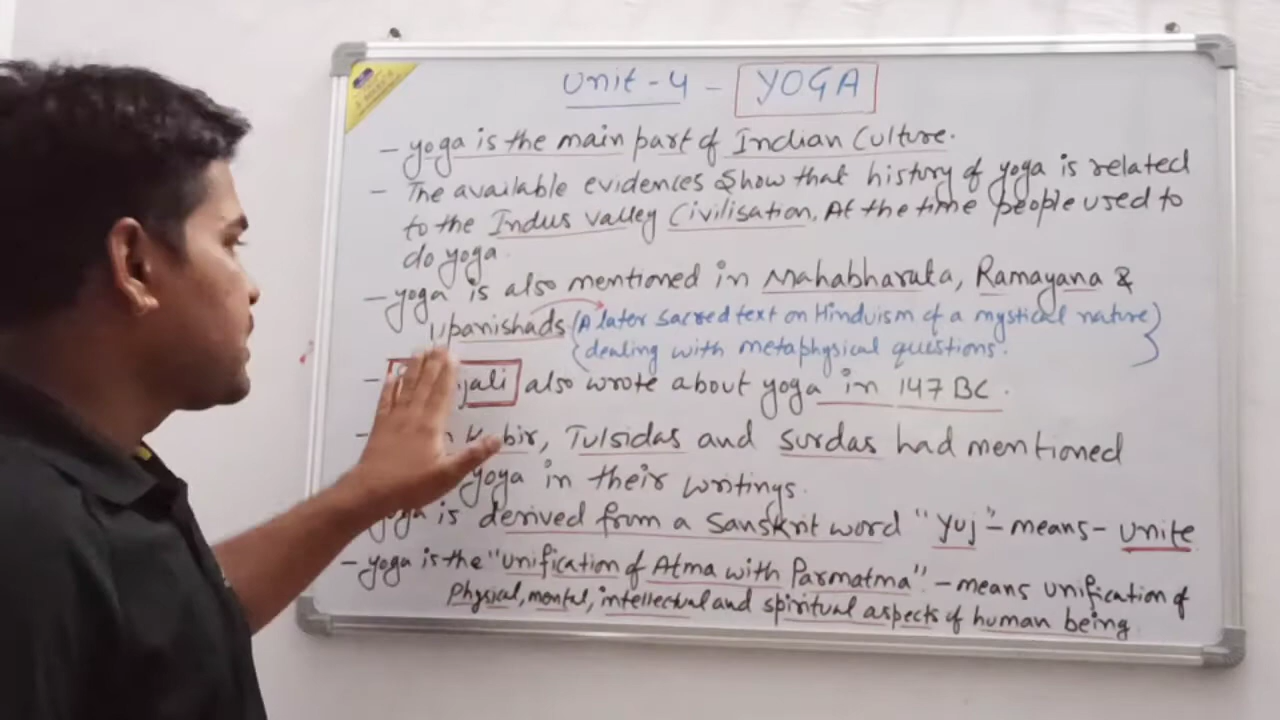 Unit-4 - YOGA
- yoga is the main part of Indian Culture.
- The available evidences Show that history of yoga is related
to the Indus valley Civilisation. At the time people used to
do yoga.
- yoga is also mentioned in Mahabharata, Ramayana &
Upanishads (A later Sacred text on Hinduism of a mystical nature
dealing with metaphysical questions.)
- jali also wrote about yoga in 147 BC.
- Kabir, Tulsidas and Surdas had mentioned
yoga in their writings.
yoga is derived from a Sanskrit word "Yuj" - means - unite
- yoga is the "unification of Atma with Parmatma" - means unification of
Physical, mental, intellectual and spiritual aspects of human being